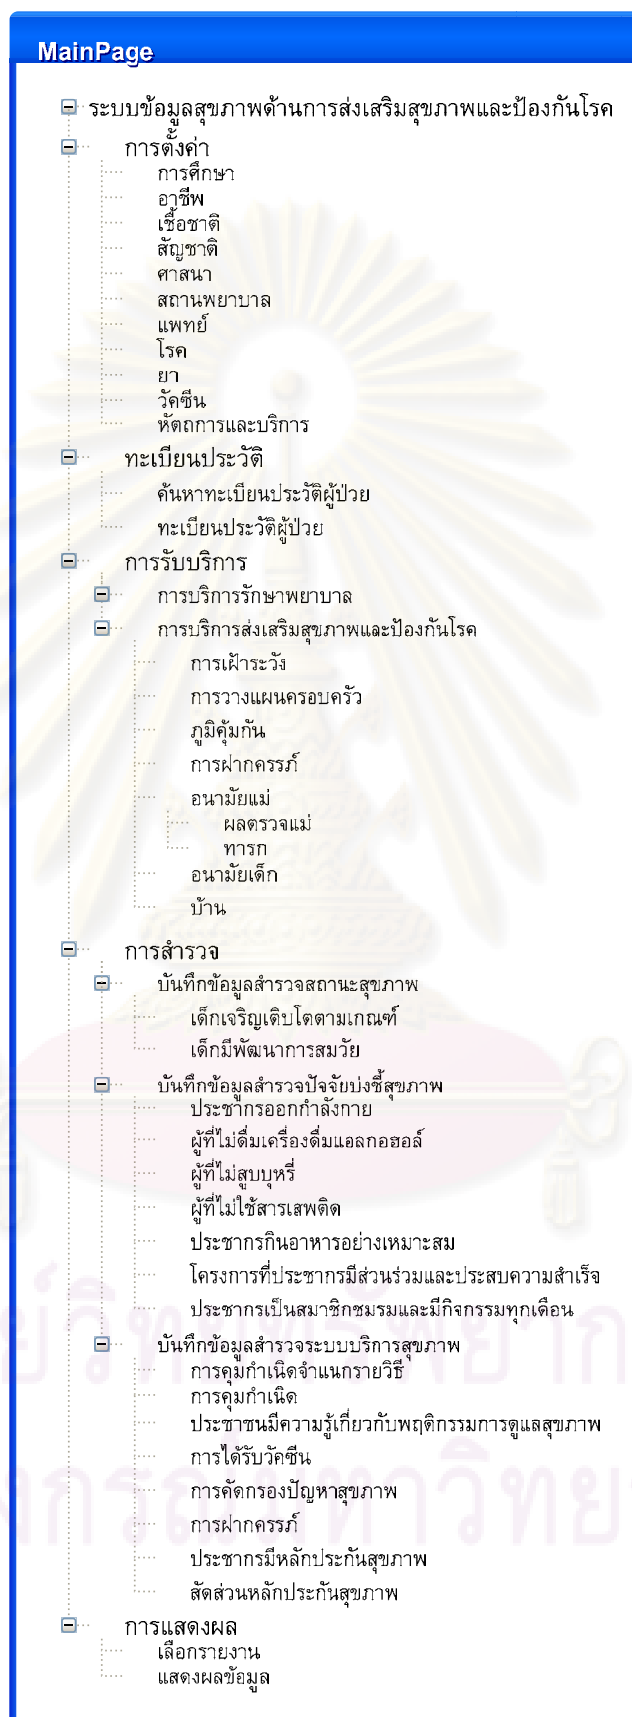 MainPage
ระบบข้อมูลสุขภาพด้านการส่งเสริมสุขภาพและป้องกันโรค
การตั้งค่า
การศึกษา
อาชีพ
เชื้อชาติ
สัญชาติ
ศาสนา
สถานพยาบาล
แพทย์
โรค
ยา
วัคซีน
หัตถการและบริการ
ทะเบียนประวัติ
ค้นหาทะเบียนประวัติผู้ป่วย
ทะเบียนประวัติผู้ป่วย
การรับบริการ
การบริการรักษาพยาบาล
การบริการส่งเสริมสุขภาพและป้องกันโรค
การเฝ้าระวัง
การวางแผนครอบครัว
ภูมิคุ้มกัน
การฝากครรภ์
อนามัยแม่
ผลตรวจแม่
ทารก
อนามัยเด็ก
บ้าน
การสำรวจ
บันทึกข้อมูลสำรวจสถานะสุขภาพ
เด็กเจริญเติบโตตามเกณฑ์
เด็กมีพัฒนาการสมวัย
บันทึกข้อมูลสำรวจปัจจัยบ่งชี้สุขภาพ
ประชากรออกกำลังกาย
ผู้ที่ไม่ดื่มเครื่องดื่มแอลกอฮอล์
ผู้ที่ไม่สูบบุหรี่
ผู้ที่ไม่ใช้สารเสพติด
ประชากรกินอาหารอย่างเหมาะสม
โครงการที่ประชากรมีส่วนร่วมและประสบความสำเร็จ
ประชากรเป็นสมาชิกชมรมและมีกิจกรรมทุกเดือน
บันทึกข้อมูลสำรวจระบบบริการสุขภาพ
การคุมกำเนิดจำแนกรายวิธี
การคุมกำเนิด
ประชาชนมีความรู้เกี่ยวกับพฤติกรรมการดูแลสุขภาพ
การได้รับวัคซีน
การคัดกรองปัญหาสุขภาพ
การฝากครรภ์
ประชากรมีหลักประกันสุขภาพ
สัดส่วนหลักประกันสุขภาพ
การแสดงผล
เลือกรายงาน
แสดงผลข้อมูล